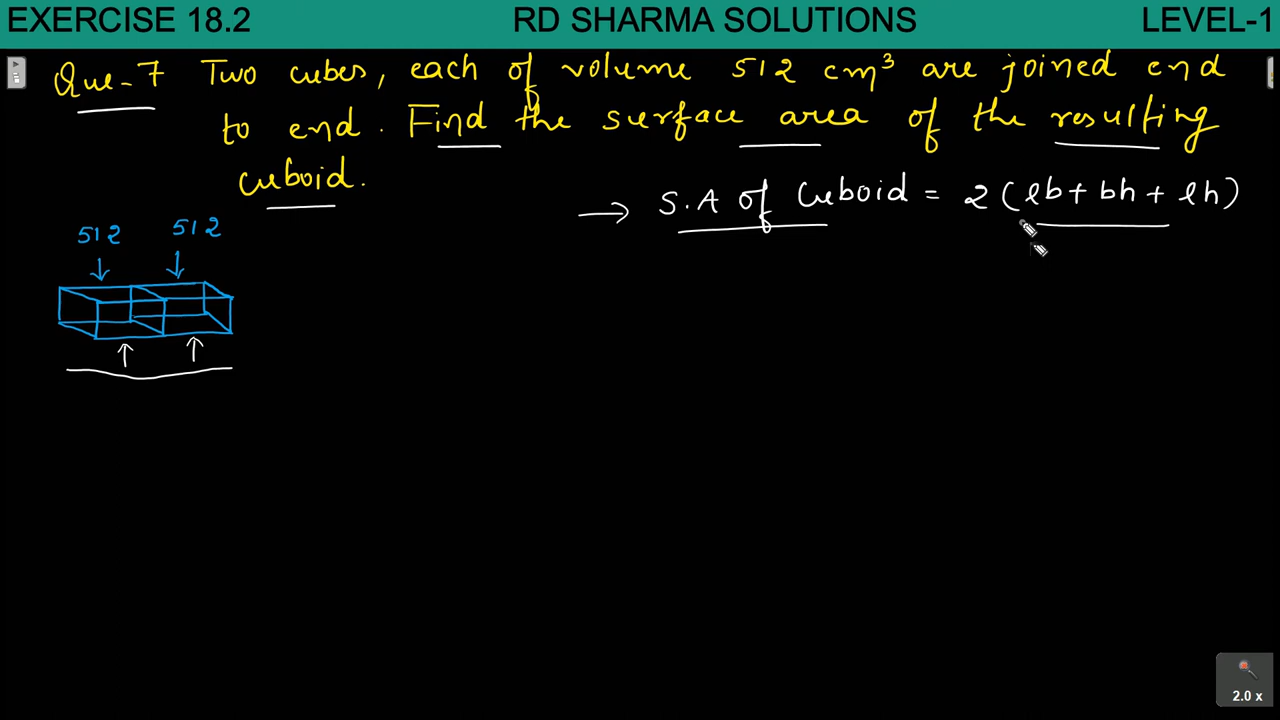 EXERCISE 18.2 RD SHARMA SOLUTIONS LEVEL-1
Que-7 Two cubes, each of volume 512 cm³ are joined end
to end. Find the surface area of the resulting
cuboid.
→ S.A of Cuboid = 2(lb + bh + lh)
512 512
2.0 x